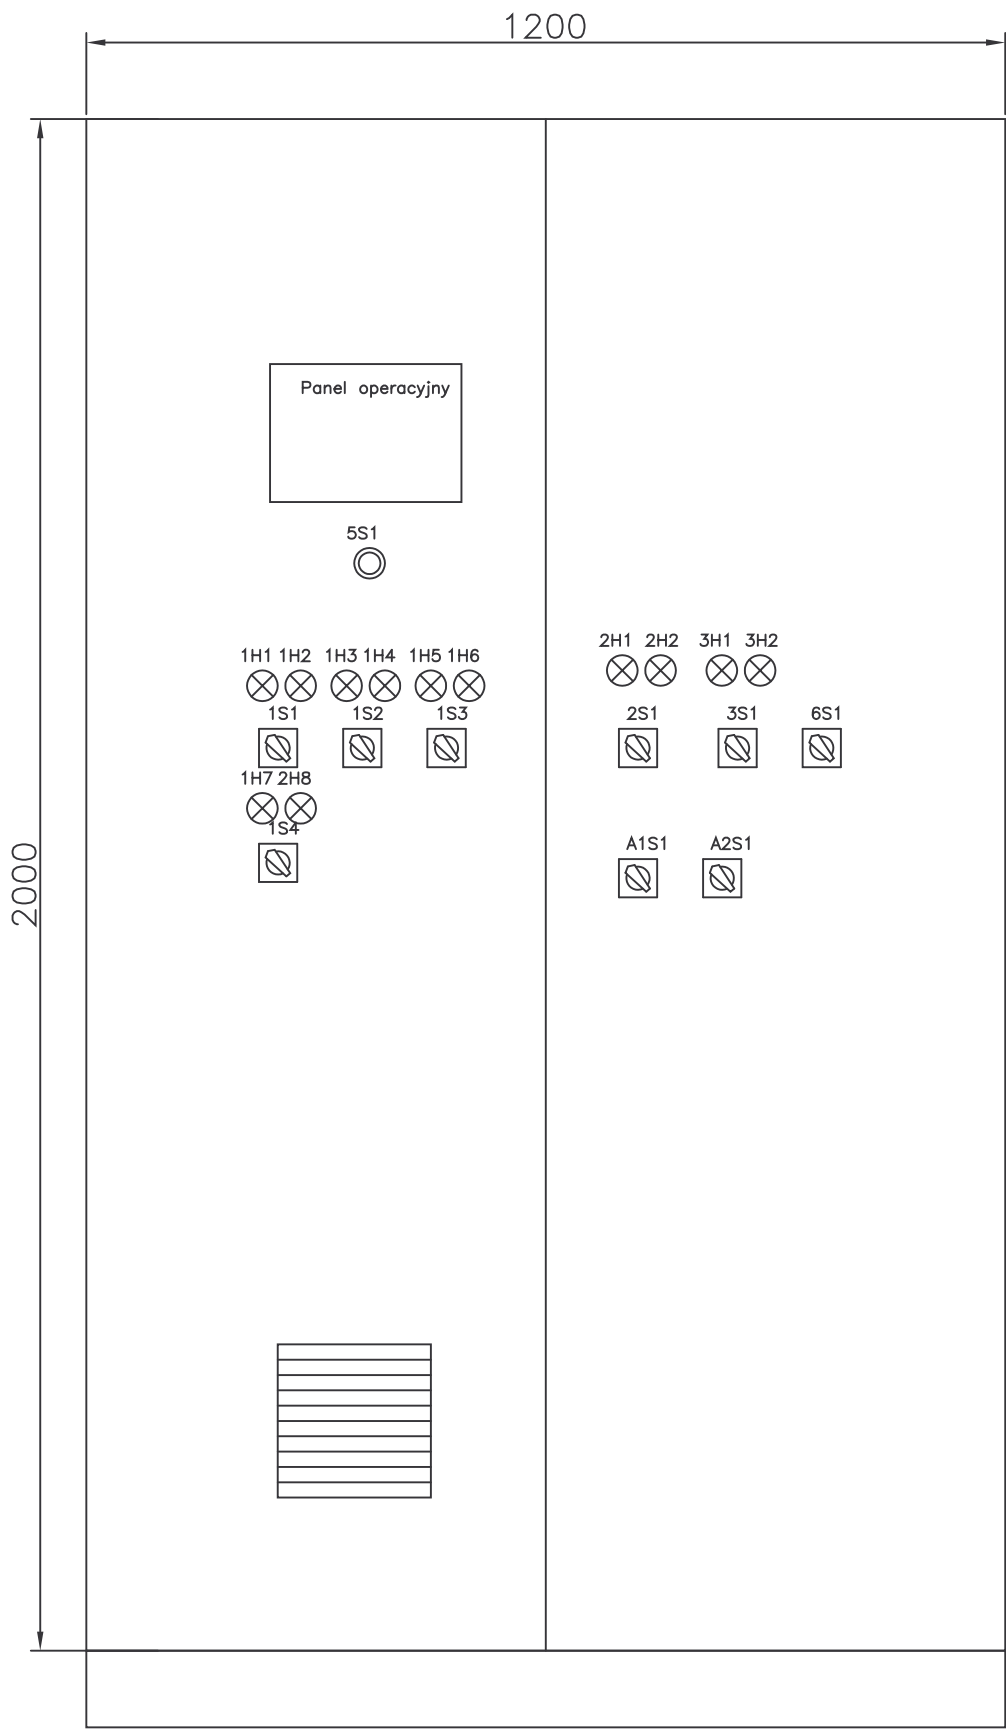 1200
Panel operacyjny
5S1
2H1 2H2 3H1 3H2
1H1 1H2 1H3 1H4 1H5 1H6
1S1 1S2 1S3 2S1 3S1 6S1
1H7 2H8
1S4
A1S1 A2S1
2000